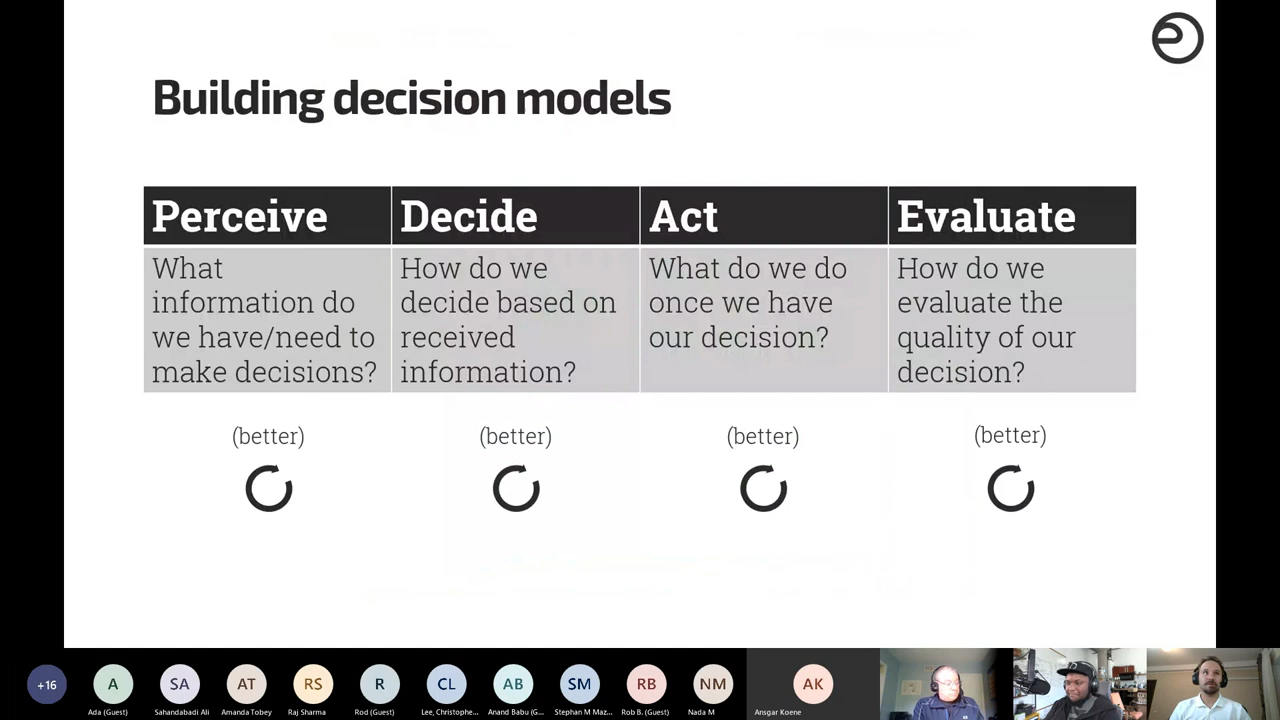 Building decision models
Perceive
Decide
Act
Evaluate
What
information do
we have/need to
make decisions?
How do we
decide based on
received
information?
What do we do
once we have
our decision?
How do we
evaluate the
quality of our
decision?
(better)
(better)
(better)
(better)
+16
A
SA
AT
RS
R
CL
AB
SM
RB
NM
AK
Ada (Guest)
Sahandabadi Ali
Amanda Tobey
Raj Sharma
Rod (Guest)
Lee, Christophe...
Anand Babu (G...
Stephan M Maz...
Rob B. (Guest)
Nada M
Ansgar Koene